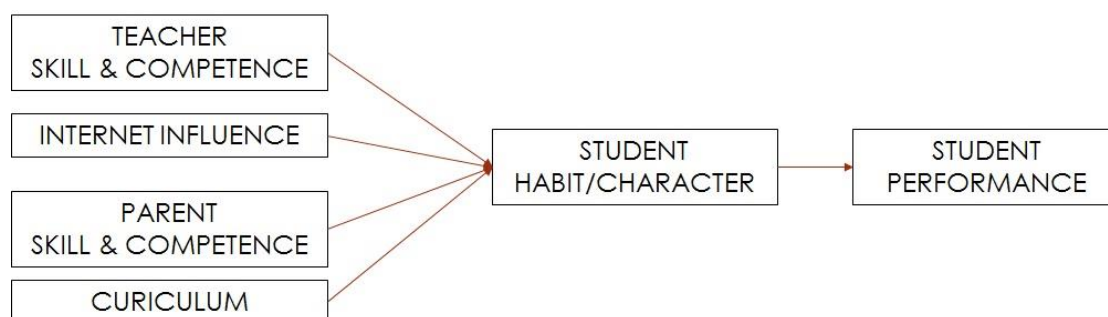 TEACHER
SKILL & COMPETENCE
INTERNET INFLUENCE
PARENT
SKILL & COMPETENCE
CURICULUM
STUDENT
HABIT/CHARACTER
STUDENT
PERFORMANCE